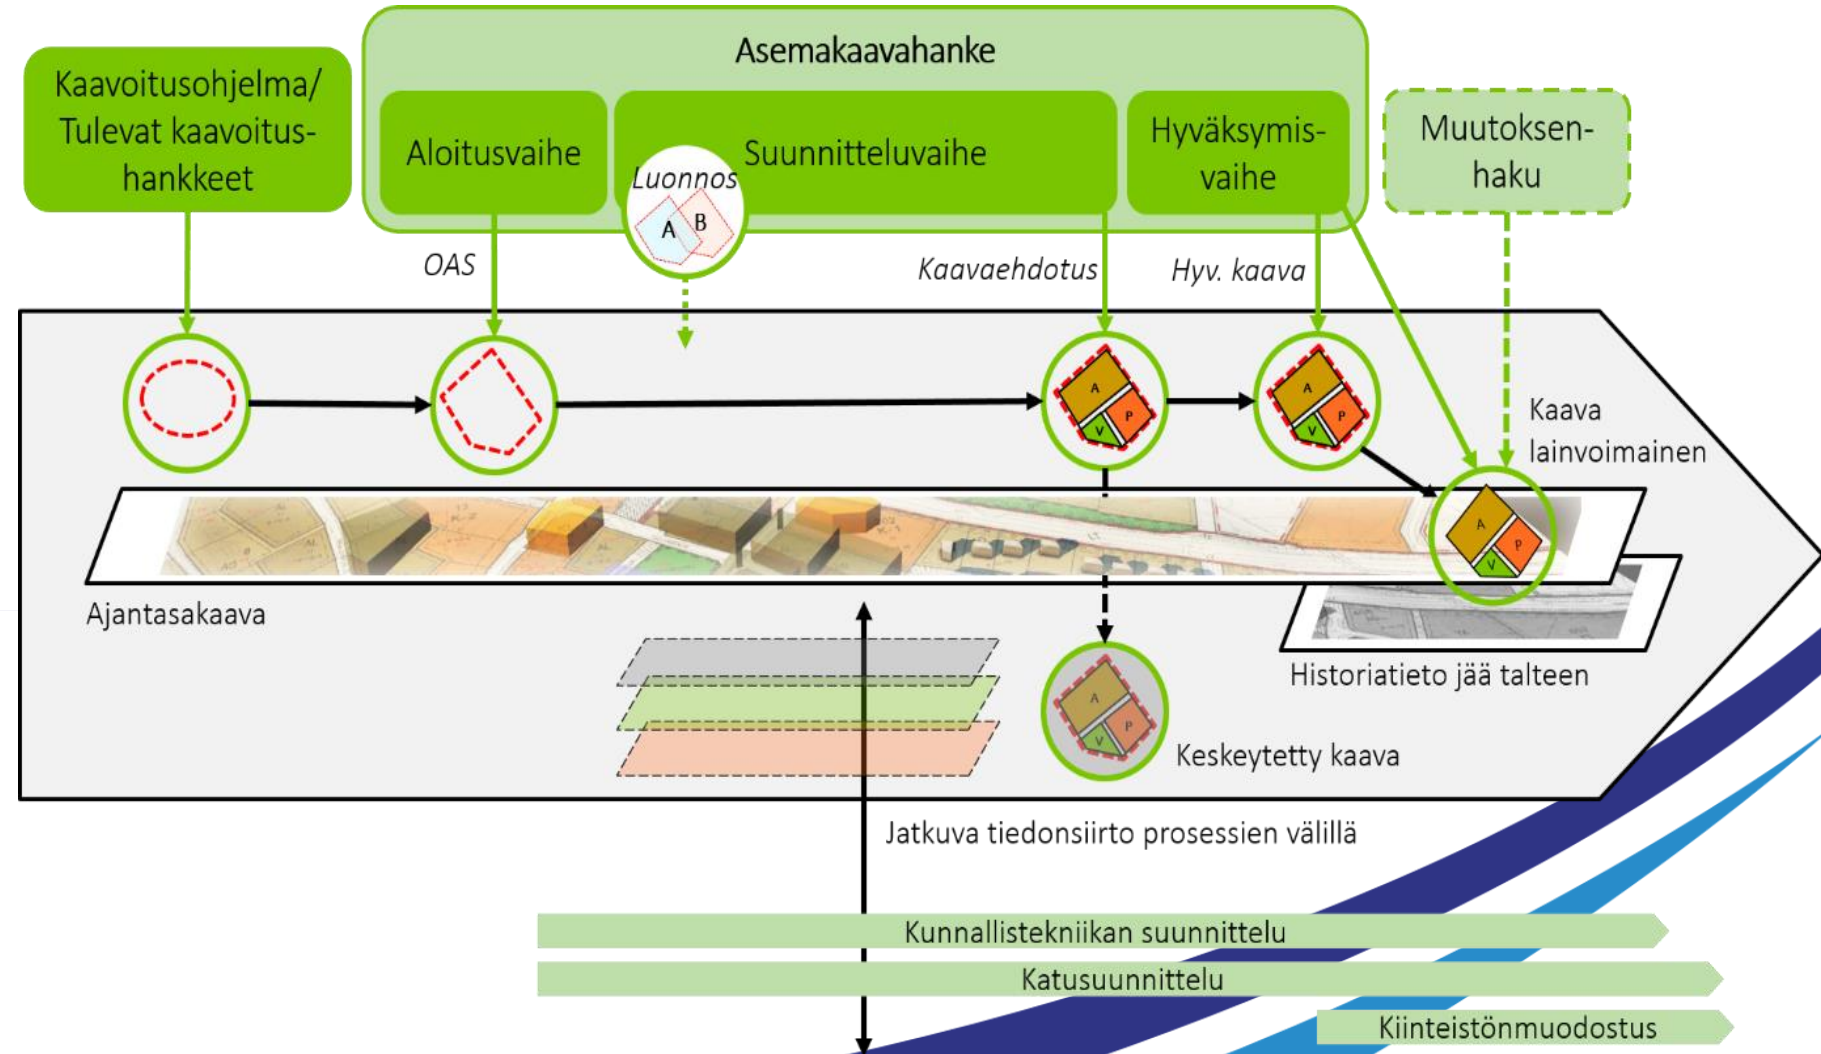 Asemakaavahanke
Kaavoitusohjelma/
Tulevat kaavoitus-
hankkeet
Aloitusvaihe
Suunnitteluvaihe
Hyväksymis-
vaihe
Muutoksen-
haku
Luonnos
A
B
OAS
Kaavaehdotus
Hyv. kaava
A
P
V
A
P
V
Kaava
lainvoimainen
A
P
V
Ajantasakaava
Historiatieto jää talteen
A
P
V
Keskeytetty kaava
Jatkuva tiedonsiirto prosessien välillä
Kunnallistekniikan suunnittelu
Katusuunnittelu
Kiinteistönmuodostus